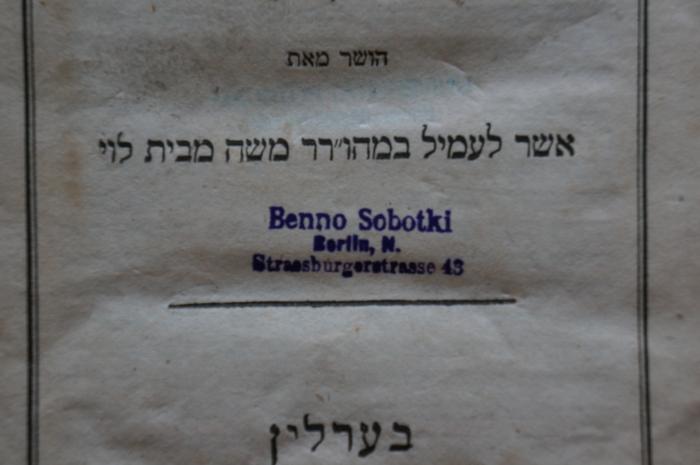 הושר מאת
אשר לעמיל במהו״רר משה מבית לוי
Benno Sobotki
Berlin, N.
Strassburgerstrasse 43
בערלין